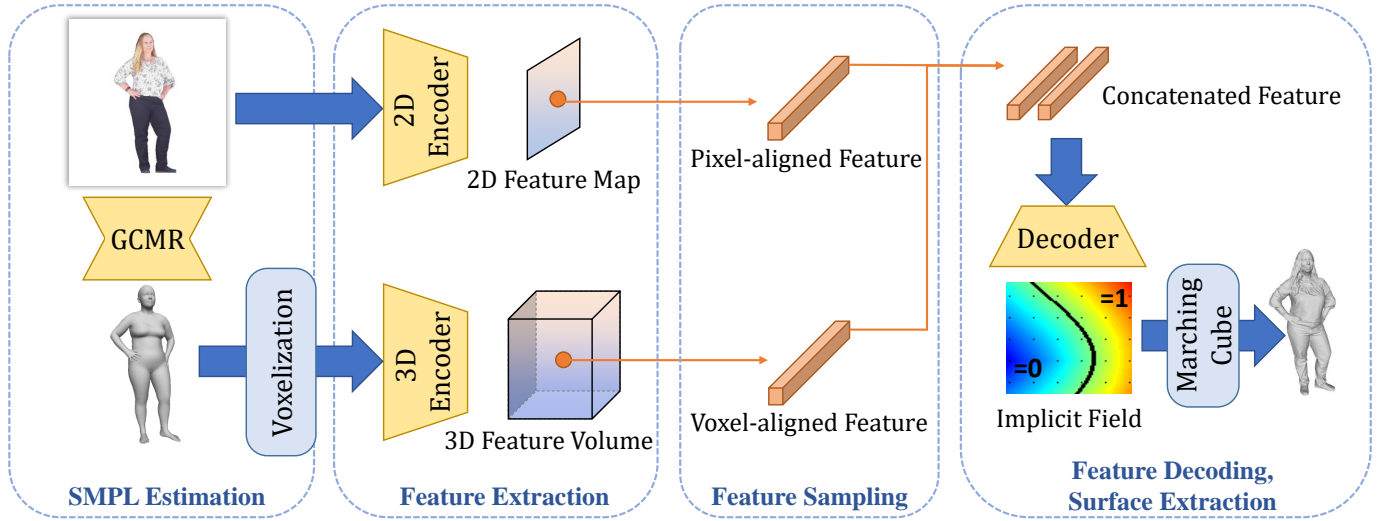 GCMR
Voxelization
SMPL Estimation
2D
Encoder
2D Feature Map
3D
Encoder
3D Feature Volume
Feature Extraction
Pixel-aligned Feature
Voxel-aligned Feature
Feature Sampling
Concatenated Feature
Decoder
=1
=0
Implicit Field
Marching
Cube
Feature Decoding,
Surface Extraction